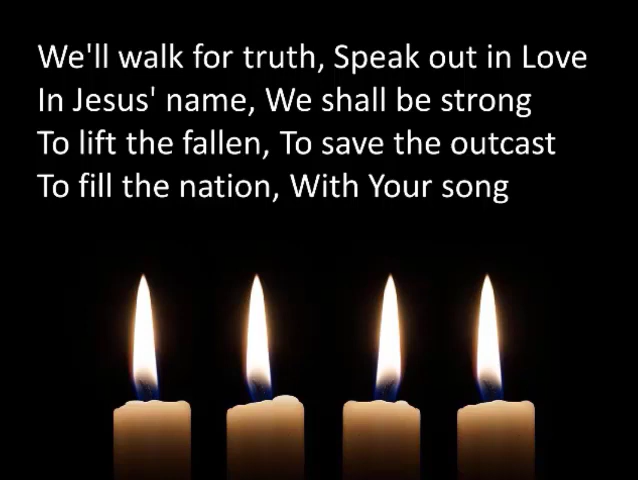 We'll walk for truth, Speak out in Love
In Jesus' name, We shall be strong
To lift the fallen, To save the outcast
To fill the nation, With Your song